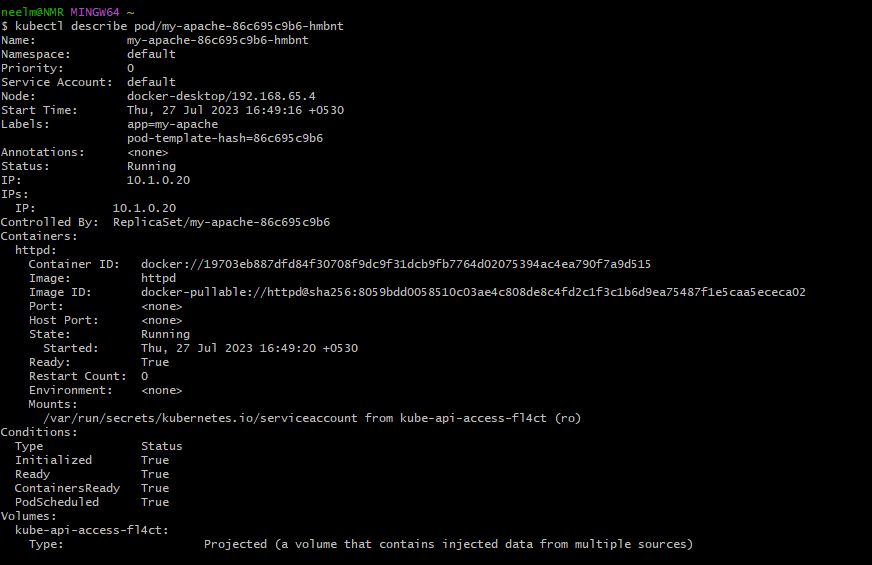 neelm@NMR MINGW64 ~
$ kubectl describe pod/my-apache-86c695c9b6-hmbnt
Name:             my-apache-86c695c9b6-hmbnt
Namespace:        default
Priority:         0
Service Account:  default
Node:             docker-desktop/192.168.65.4
Start Time:       Thu, 27 Jul 2023 16:49:16 +0530
Labels:           app=my-apache
                  pod-template-hash=86c695c9b6
Annotations:      <none>
Status:           Running
IP:               10.1.0.20
IPs:
  IP:           10.1.0.20
Controlled By:  ReplicaSet/my-apache-86c695c9b6
Containers:
  httpd:
    Container ID:   docker://19703eb887dfd84f30708f9dc9f31dcb9fb7764d02075394ac4ea790f7a9d515
    Image:          httpd
    Image ID:       docker-pullable://httpd@sha256:8059bdd0058510c03ae4c808de8c4fd2c1f3c1b6d9ea75487f1e5caa5ececa02
    Port:           <none>
    Host Port:      <none>
    State:          Running
      Started:      Thu, 27 Jul 2023 16:49:20 +0530
    Ready:          True
    Restart Count:  0
    Environment:    <none>
    Mounts:
      /var/run/secrets/kubernetes.io/serviceaccount from kube-api-access-fl4ct (ro)
Conditions:
  Type              Status
  Initialized       True
  Ready             True
  ContainersReady   True
  PodScheduled      True
Volumes:
  kube-api-access-fl4ct:
    Type:                    Projected (a volume that contains injected data from multiple sources)